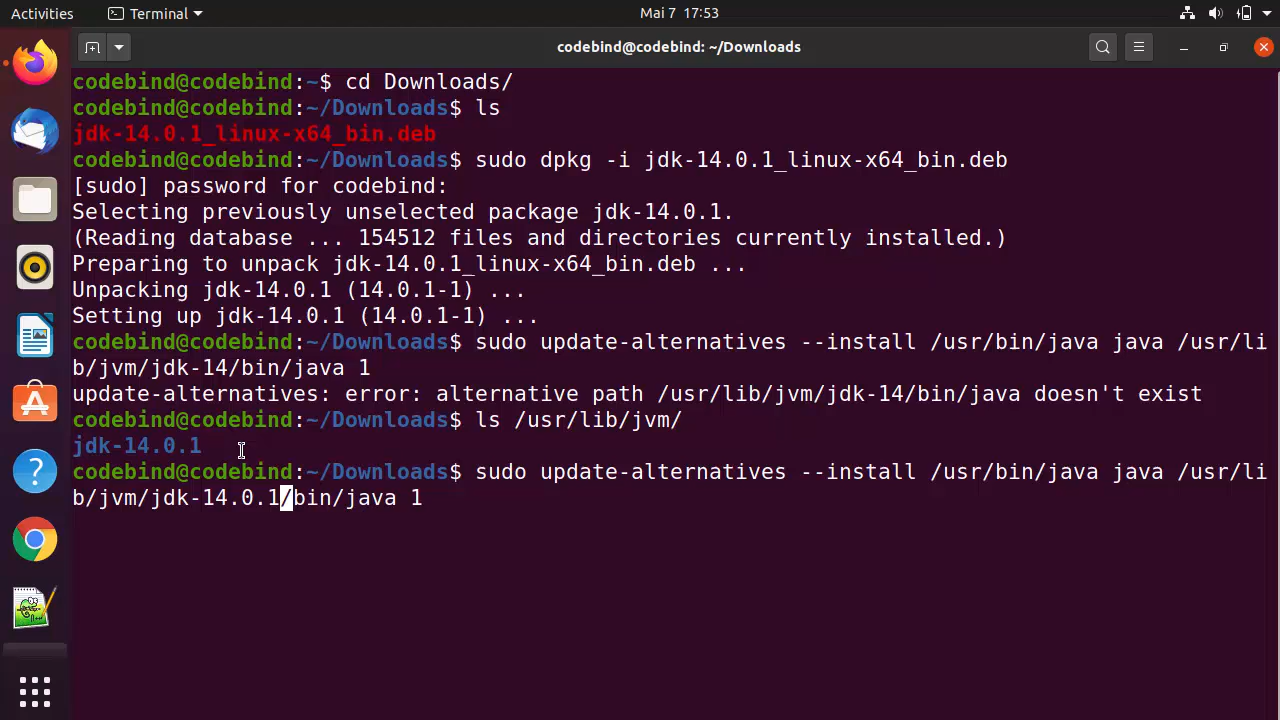 Activities Terminal Mai 7 17:53
codebind@codebind: ~/Downloads
codebind@codebind:~$ cd Downloads/
codebind@codebind:~/Downloads$ ls
jdk-14.0.1_linux-x64_bin.deb
codebind@codebind:~/Downloads$ sudo dpkg -i jdk-14.0.1_linux-x64_bin.deb
[sudo] password for codebind:
Selecting previously unselected package jdk-14.0.1.
(Reading database ... 154512 files and directories currently installed.)
Preparing to unpack jdk-14.0.1_linux-x64_bin.deb ...
Unpacking jdk-14.0.1 (14.0.1-1) ...
Setting up jdk-14.0.1 (14.0.1-1) ...
codebind@codebind:~/Downloads$ sudo update-alternatives --install /usr/bin/java java /usr/li
b/jvm/jdk-14/bin/java 1
update-alternatives: error: alternative path /usr/lib/jvm/jdk-14/bin/java doesn't exist
codebind@codebind:~/Downloads$ ls /usr/lib/jvm/
jdk-14.0.1
codebind@codebind:~/Downloads$ sudo update-alternatives --install /usr/bin/java java /usr/li
b/jvm/jdk-14.0.1/bin/java 1